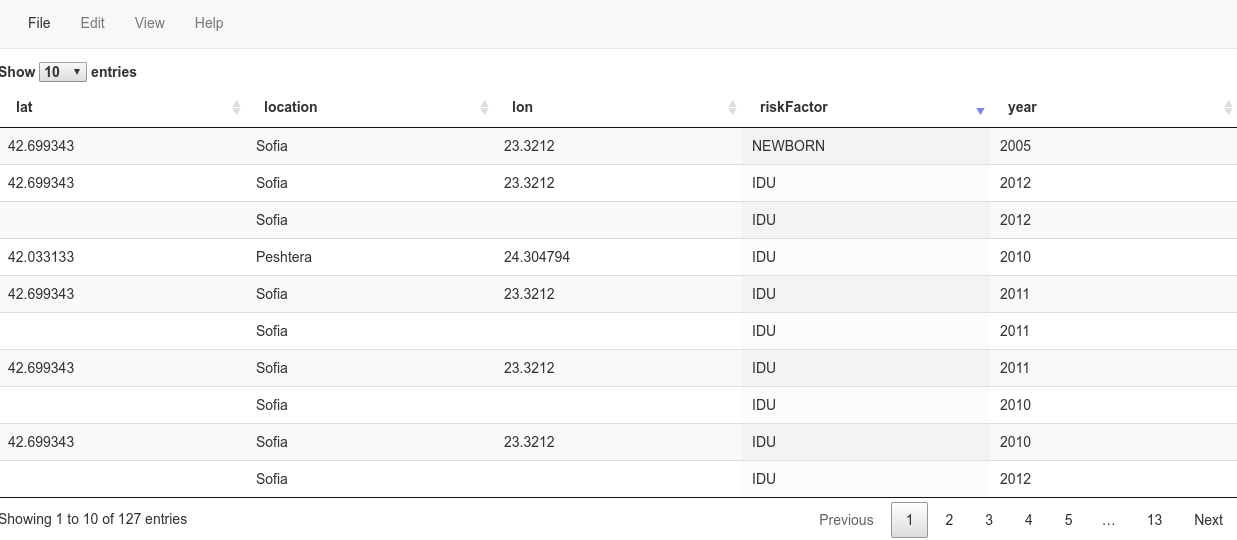 File Edit View Help
Show 10 entries
lat location lon riskFactor year
42.699343 Sofia 23.3212 NEWBORN 2005
42.699343 Sofia 23.3212 IDU 2012
Sofia IDU 2012
42.033133 Peshtera 24.304794 IDU 2010
42.699343 Sofia 23.3212 IDU 2011
Sofia IDU 2011
42.699343 Sofia 23.3212 IDU 2011
Sofia IDU 2010
42.699343 Sofia 23.3212 IDU 2010
Sofia IDU 2012
Showing 1 to 10 of 127 entries Previous 1 2 3 4 5 … 13 Next